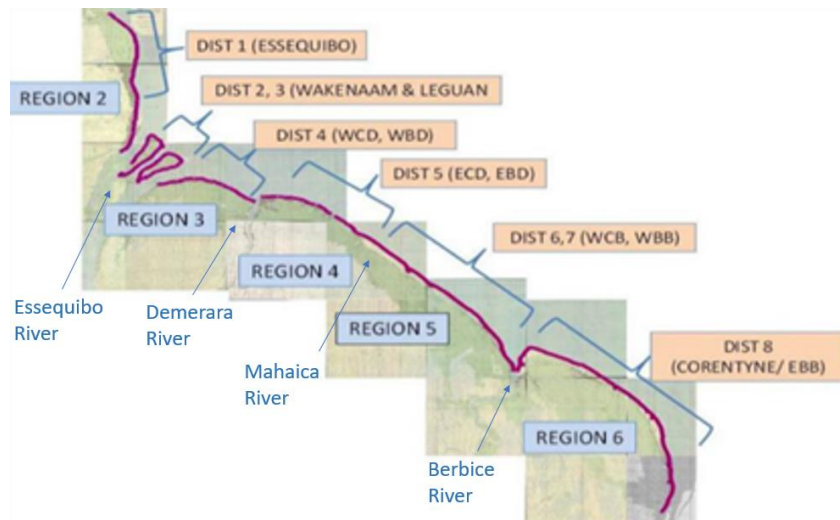 DIST 1 (ESSEQUIBO)
REGION 2
DIST 2, 3 (WAKENAAM & LEGUAN
DIST 4 (WCD, WBD)
DIST 5 (ECD, EBD)
REGION 3
DIST 6,7 (WCB, WBB)
REGION 4
Essequibo
River
Demerara
River
REGION 5
Mahaica
River
DIST 8
(CORENTYNE/ EBB)
REGION 6
Berbice
River